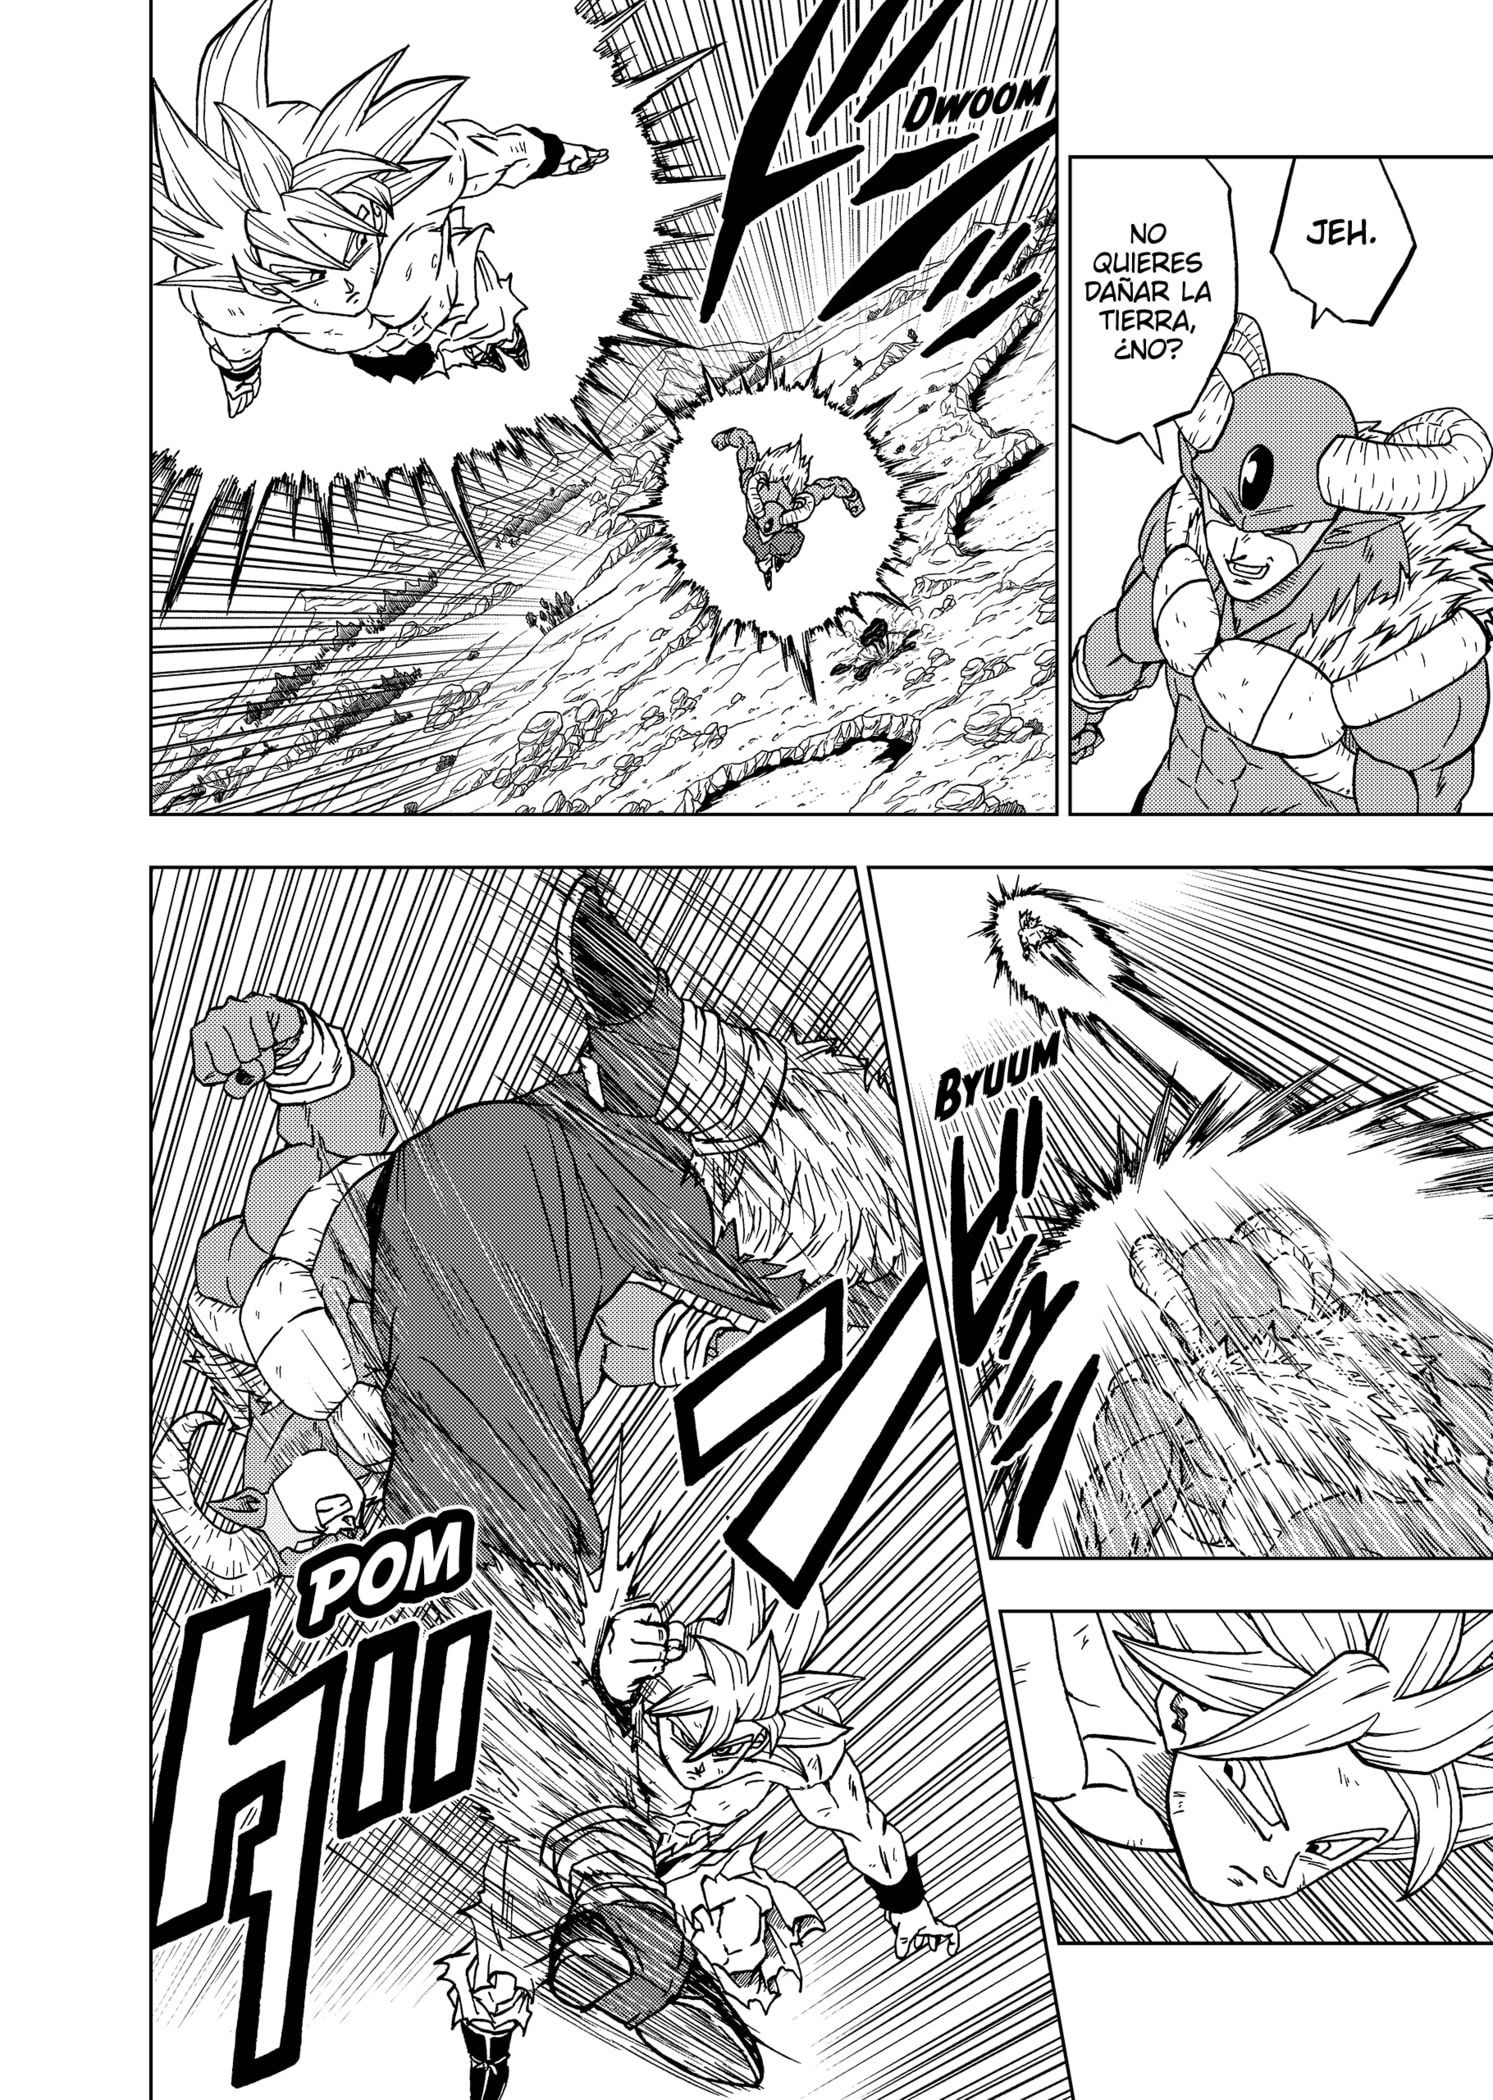 JEH.
NO
QUIERES
DAÑAR LA
TIERRA,
¿NO?
DWOOM
BYUUM
POM